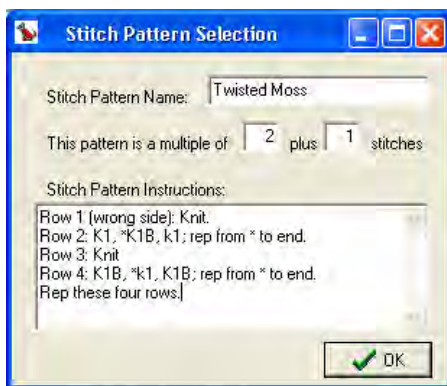 Stitch Pattern Selection
Stitch Pattern Name: Twisted Moss
This pattern is a multiple of 2 plus 1 stitches
Stitch Pattern Instructions:
Row 1 (wrong side): Knit.
Row 2: K1, *K1B, k1; rep from * to end.
Row 3: Knit
Row 4: K1B, *k1, K1B; rep from * to end.
Rep these four rows.
OK